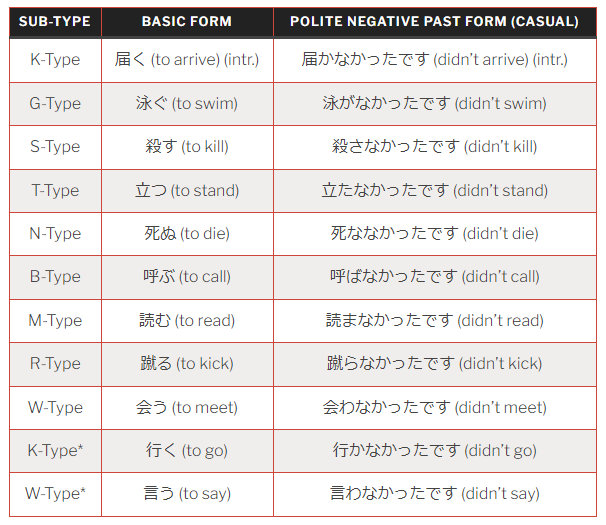 SUB-TYPE BASIC FORM POLITE NEGATIVE PAST FORM (CASUAL)
K-Type 届く (to arrive) (intr.) 届かなかったです (didn't arrive) (intr.)
G-Type 泳ぐ (to swim) 泳がなかったです (didn't swim)
S-Type 殺す (to kill) 殺さなかったです (didn't kill)
T-Type 立つ (to stand) 立たなかったです (didn't stand)
N-Type 死ぬ (to die) 死ななかったです (didn't die)
B-Type 呼ぶ (to call) 呼ばなかったです (didn't call)
M-Type 読む (to read) 読まなかったです (didn't read)
R-Type 蹴る (to kick) 蹴らなかったです (didn't kick)
W-Type 会う (to meet) 会わなかったです (didn't meet)
K-Type* 行く (to go) 行かなかったです (didn't go)
W-Type* 言う (to say) 言わなかったです (didn't say)